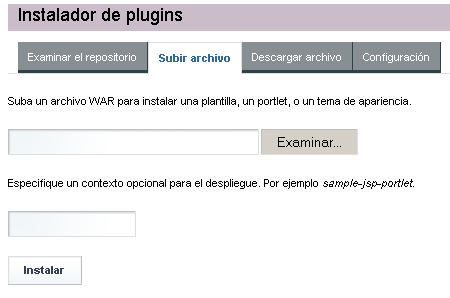 Instalador de plugins
Examinar el repositorio Subir archivo Descargar archivo Configuración
Suba un archivo WAR para instalar una plantilla, un portlet, o un tema de apariencia.
Examinar...
Especifique un contexto opcional para el despliegue. Por ejemplo sample-jsp-portlet.
Instalar